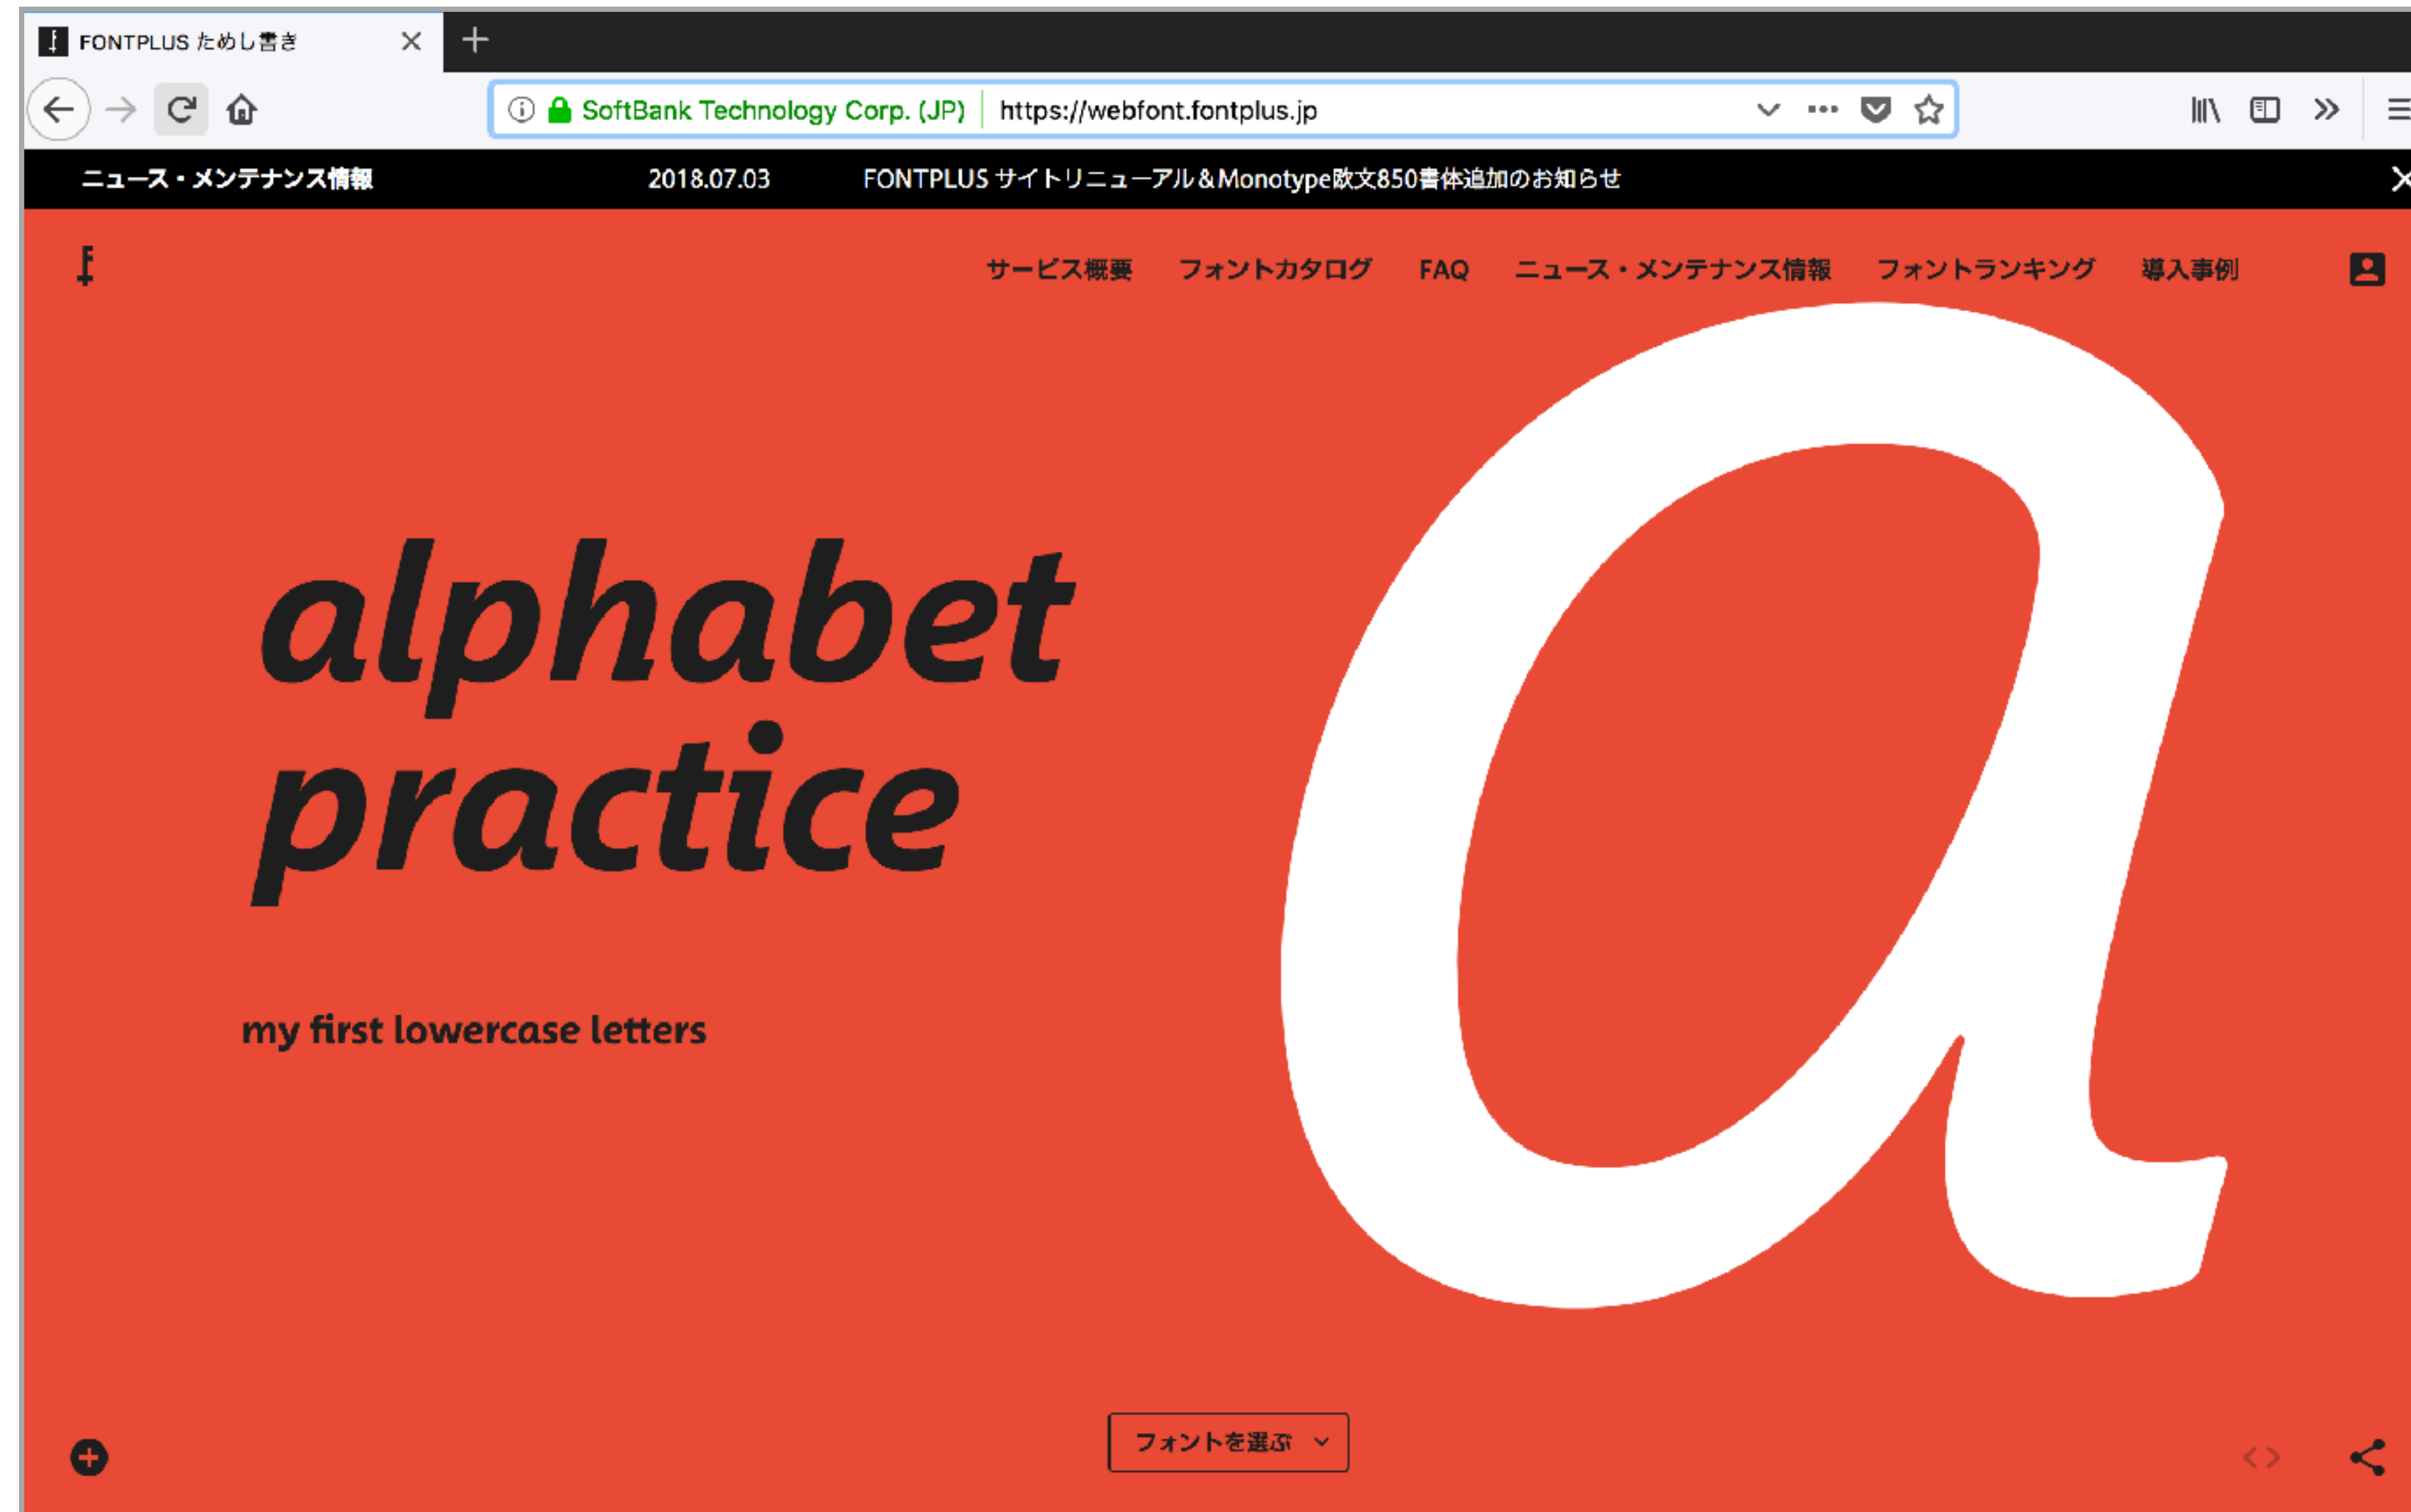 FONTPLUS ためし書き
SoftBank Technology Corp. (JP) https://webfont.fontplus.jp
ニュース・メンテナンス情報 2018.07.03 FONTPLUS サイトリニューアル＆Monotype欧文850書体追加のお知らせ
サービス概要 フォントカタログ FAQ ニュース・メンテナンス情報 フォントランキング 導入事例
a
alphabet
practice
my first lowercase letters
フォントを選ぶ